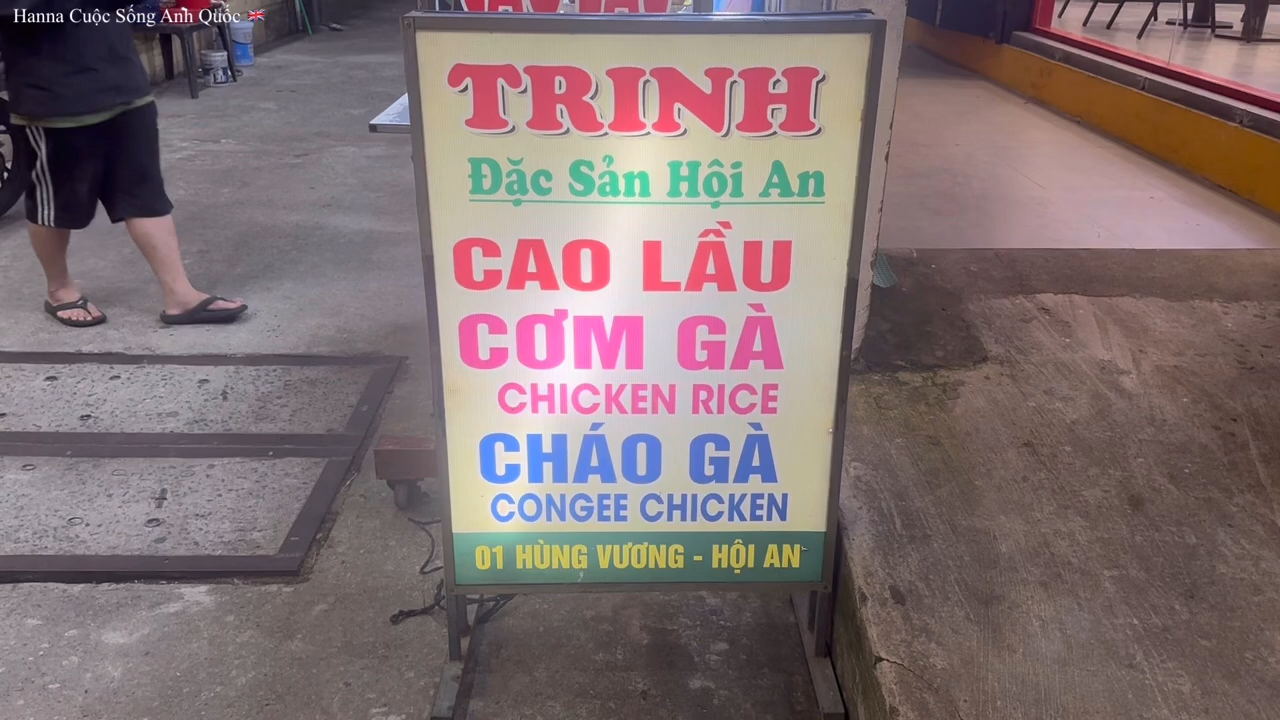 Hanna Cuộc Sống Anh Quốc
TRINH
Đặc Sản Hội An
CAO LẦU
CƠM GÀ
CHICKEN RICE
CHÁO GÀ
CONGEE CHICKEN
01 HÙNG VƯƠNG - HỘI AN